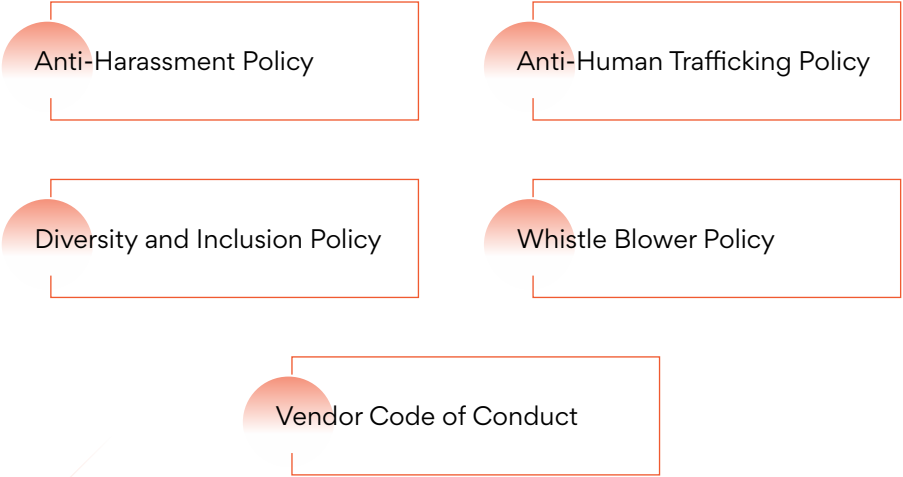 Anti-Harassment Policy
Anti-Human Trafficking Policy
Diversity and Inclusion Policy
Whistle Blower Policy
Vendor Code of Conduct